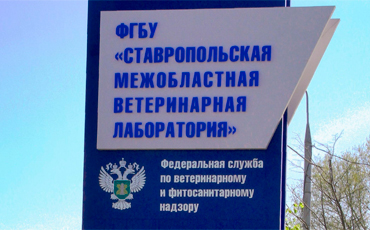 ФГБУ
«СТАВРОПОЛЬСКАЯ
МЕЖОБЛАСТНАЯ
ВЕТЕРИНАРНАЯ
ЛАБОРАТОРИЯ»
Федеральная служба
по ветеринарному
и фитосанитарному
надзору